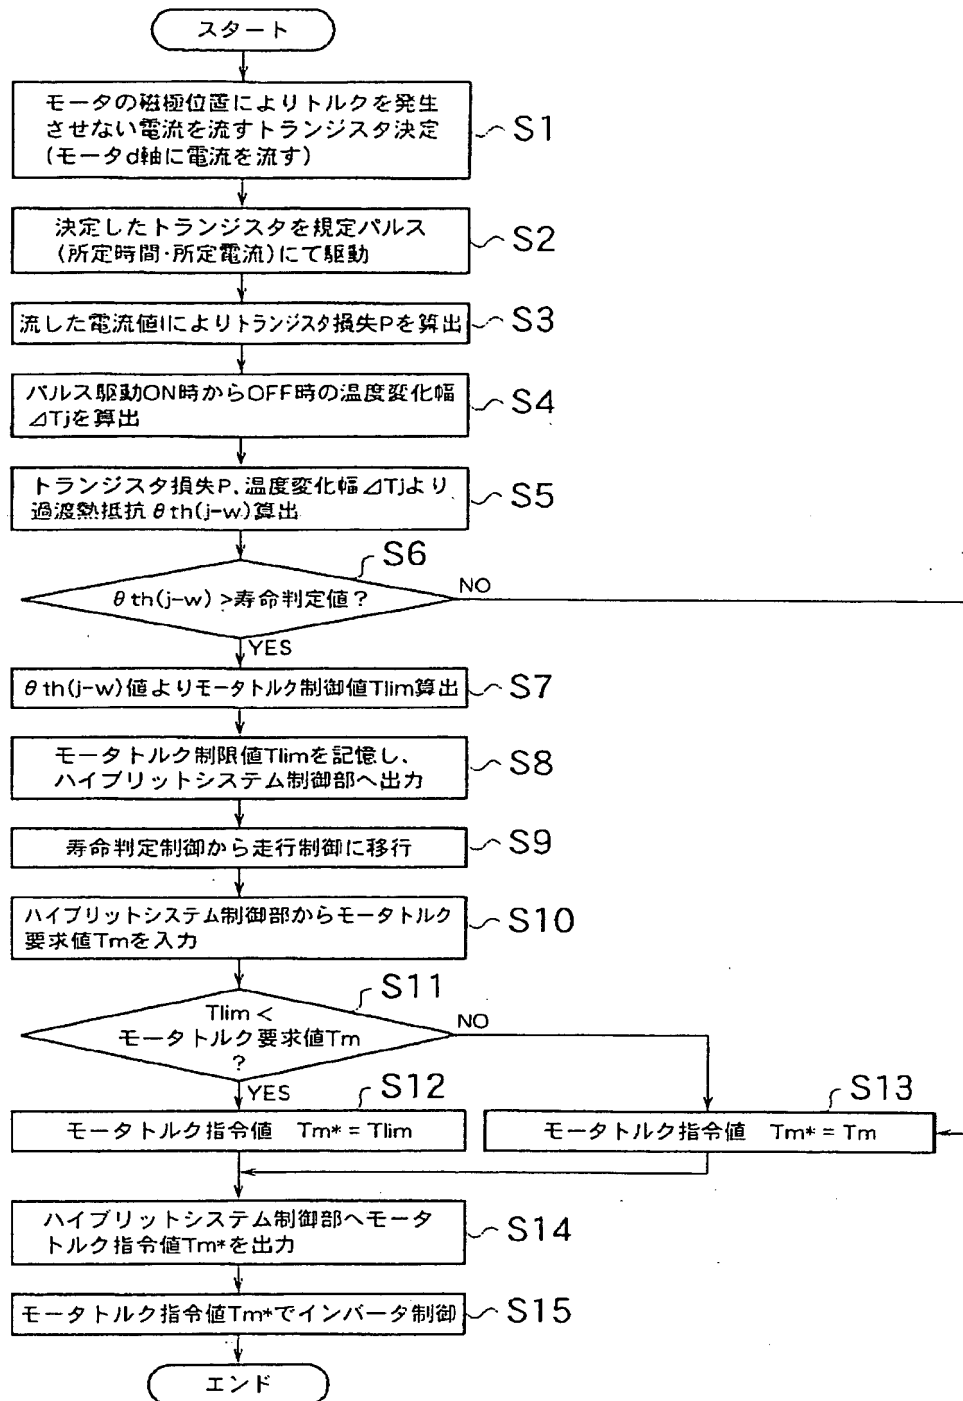 スタート
モータの磁極位置によりトルクを発生
させない電流を流すトランジスタ決定
(モータd軸に電流を流す)
S1
決定したトランジスタを規定パルス
(所定時間・所定電流)にて駆動
S2
流した電流値Iによりトランジスタ損失Pを算出
S3
パルス駆動ON時からOFF時の温度変化幅
⊿Tjを算出
S4
トランジスタ損失P、温度変化幅⊿Tjより
過渡熱抵抗θth(j-w)算出
S5
S6
θth(j-w)>寿命判定値?
NO
YES
θth(j-w)値よりモータトルク制御値Tlim算出
S7
モータトルク制限値Tlimを記憶し、
ハイブリットシステム制御部へ出力
S8
寿命判定制御から走行制御に移行
S9
ハイブリットシステム制御部からモータトルク
要求値Tmを入力
S10
S11
Tlim<
モータトルク要求値Tm
?
NO
YES
S12
モータトルク指令値 Tm*=Tlim
S13
モータトルク指令値 Tm*=Tm
ハイブリットシステム制御部へモータ
トルク指令値Tm*を出力
S14
モータトルク指令値Tm*でインバータ制御
S15
エンド